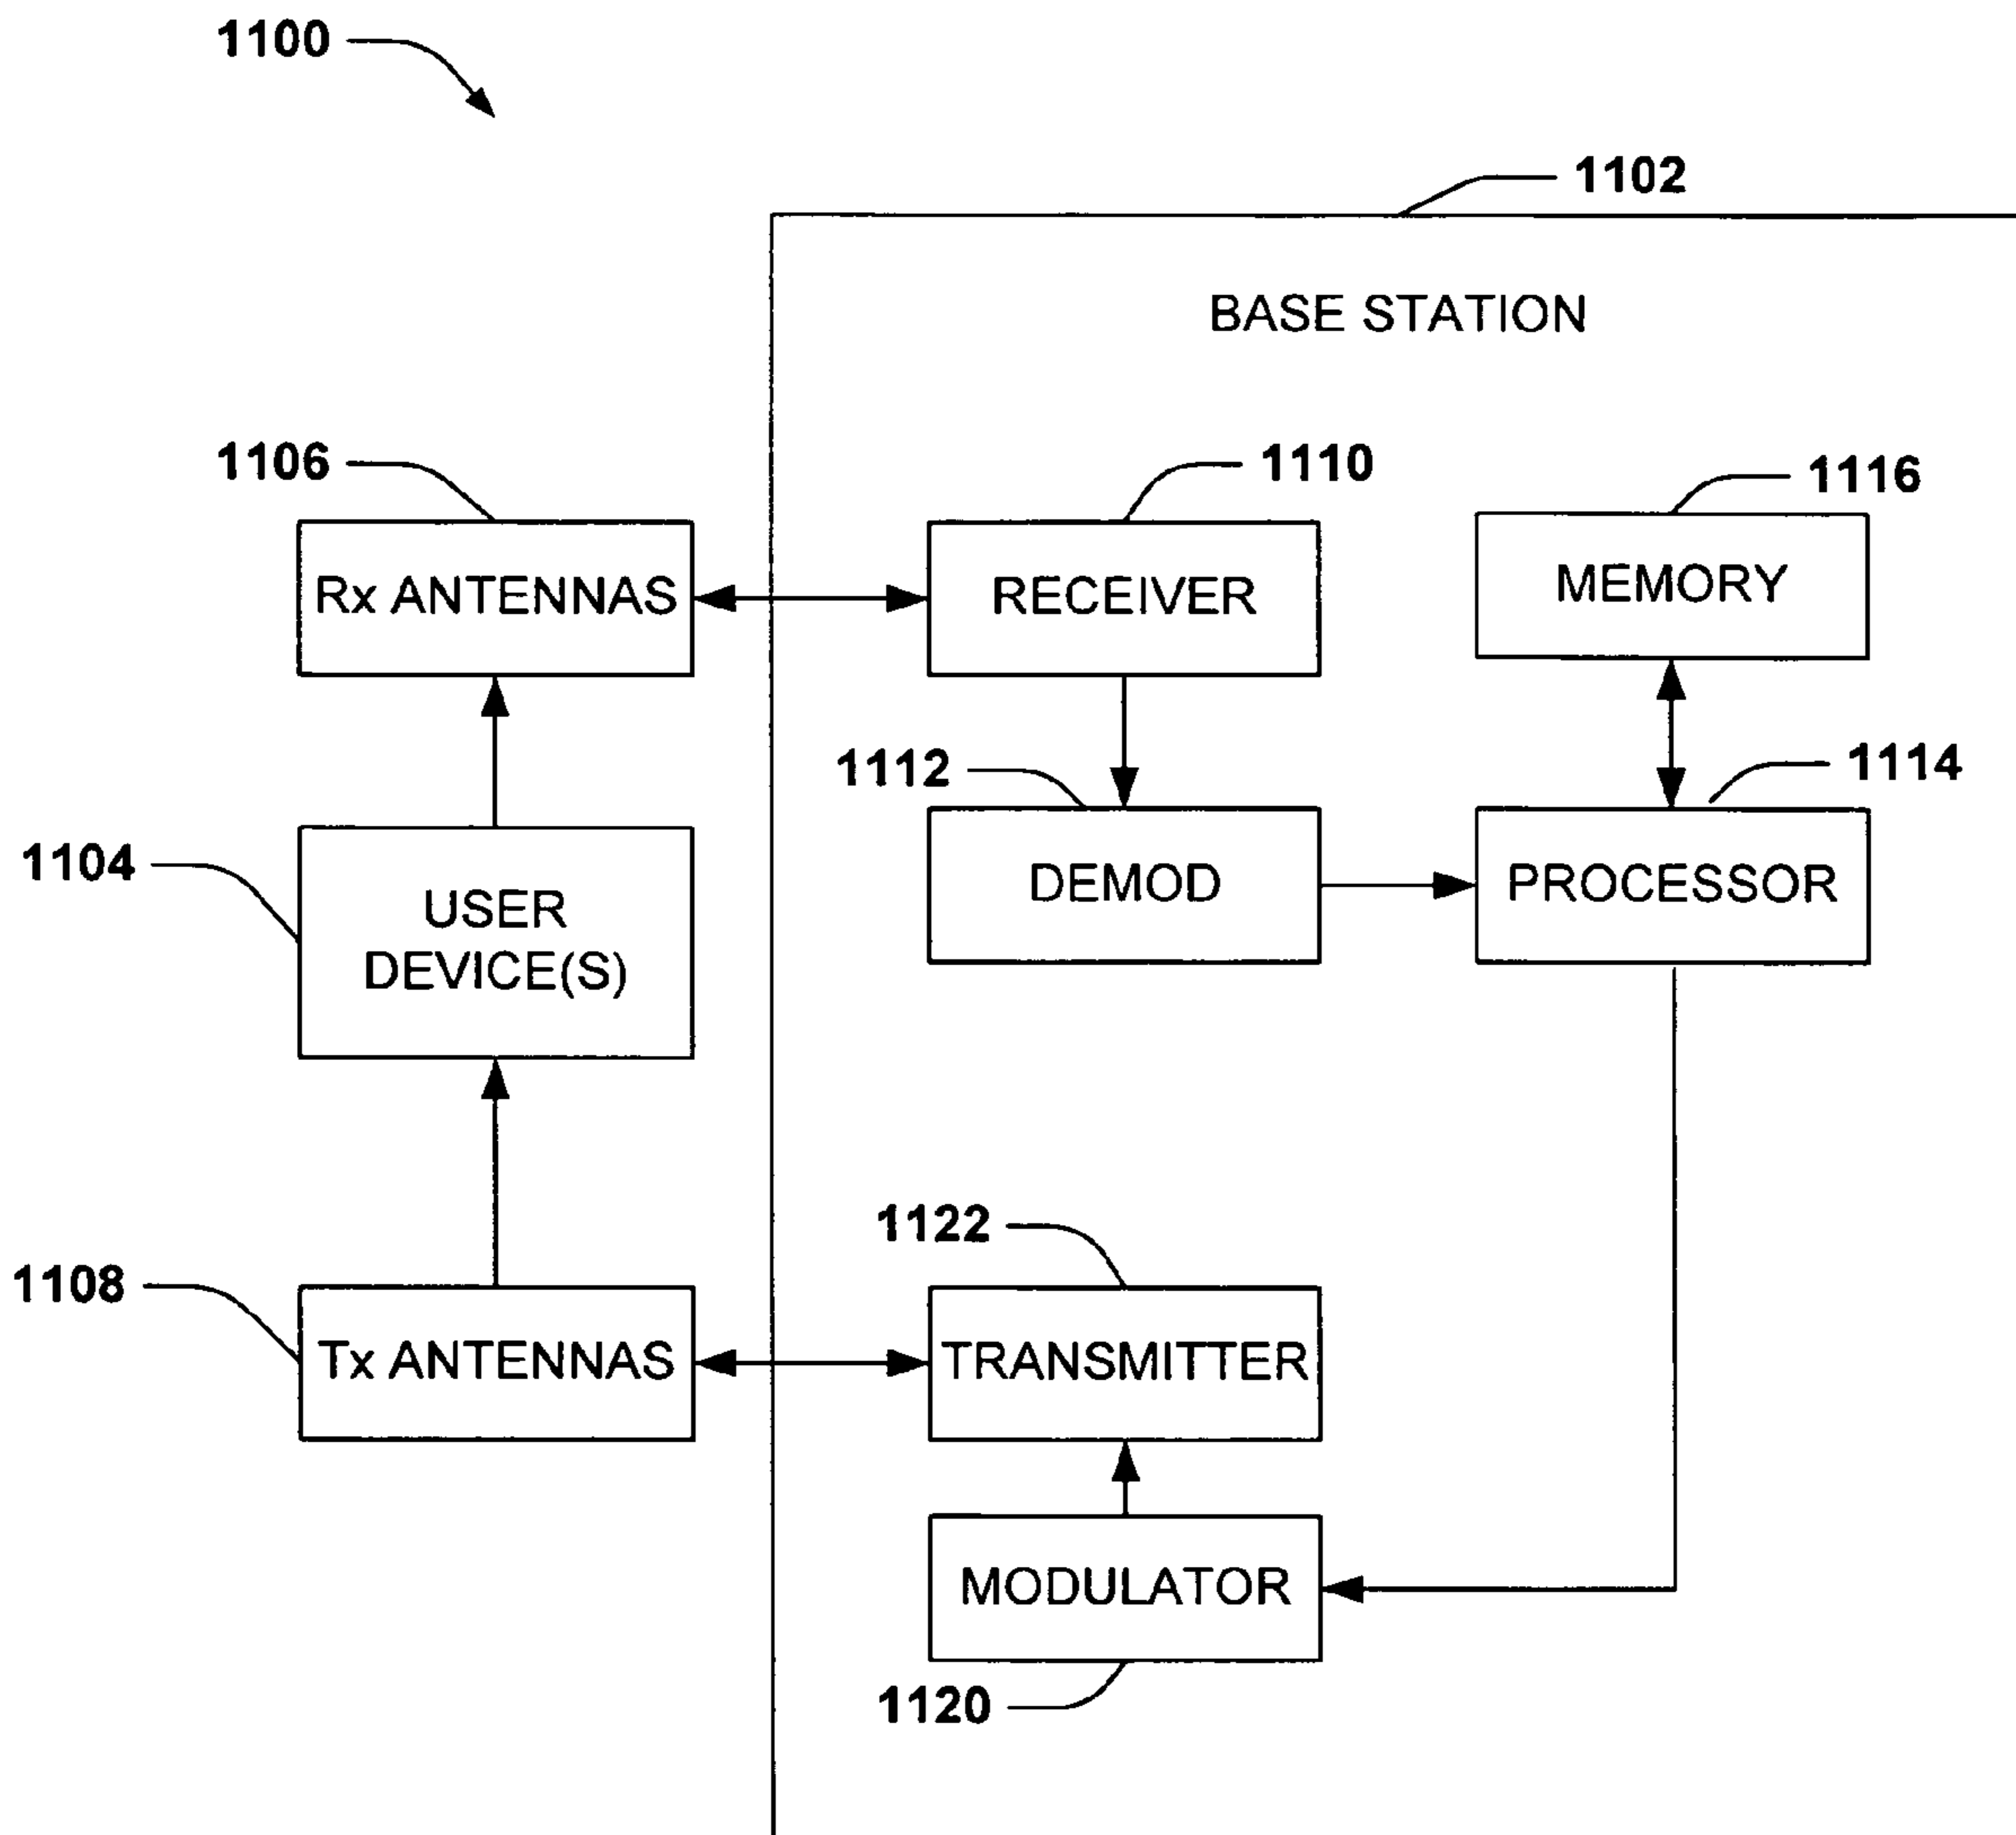 1100
1102
BASE STATION
1106
1110
1116
Rx ANTENNAS
RECEIVER
MEMORY
1112
1114
1104
USER
DEVICE(S)
DEMOD
PROCESSOR
1122
1108
Tx ANTENNAS
TRANSMITTER
MODULATOR
1120